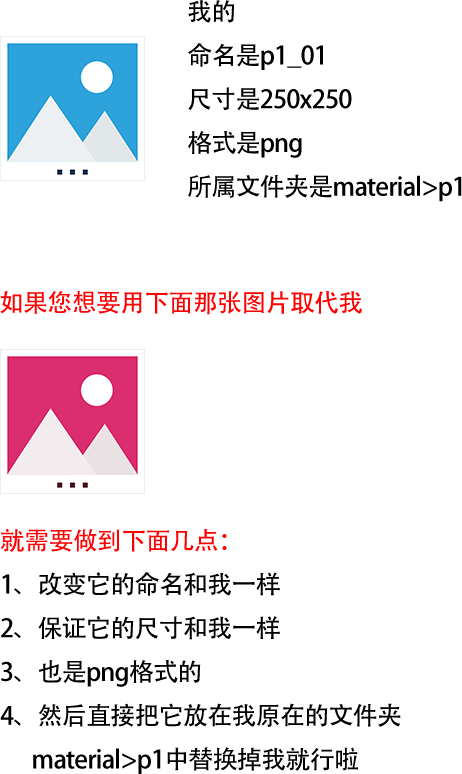 我的
命名是p1_01
尺寸是250x250
格式是png
所属文件夹是material>p1
如果您想要用下面那张图片取代我
就需要做到下面几点：
1、改变它的命名和我一样
2、保证它的尺寸和我一样
3、也是png格式的
4、然后直接把它放在我原在的文件夹
material>p1中替换掉我就行啦